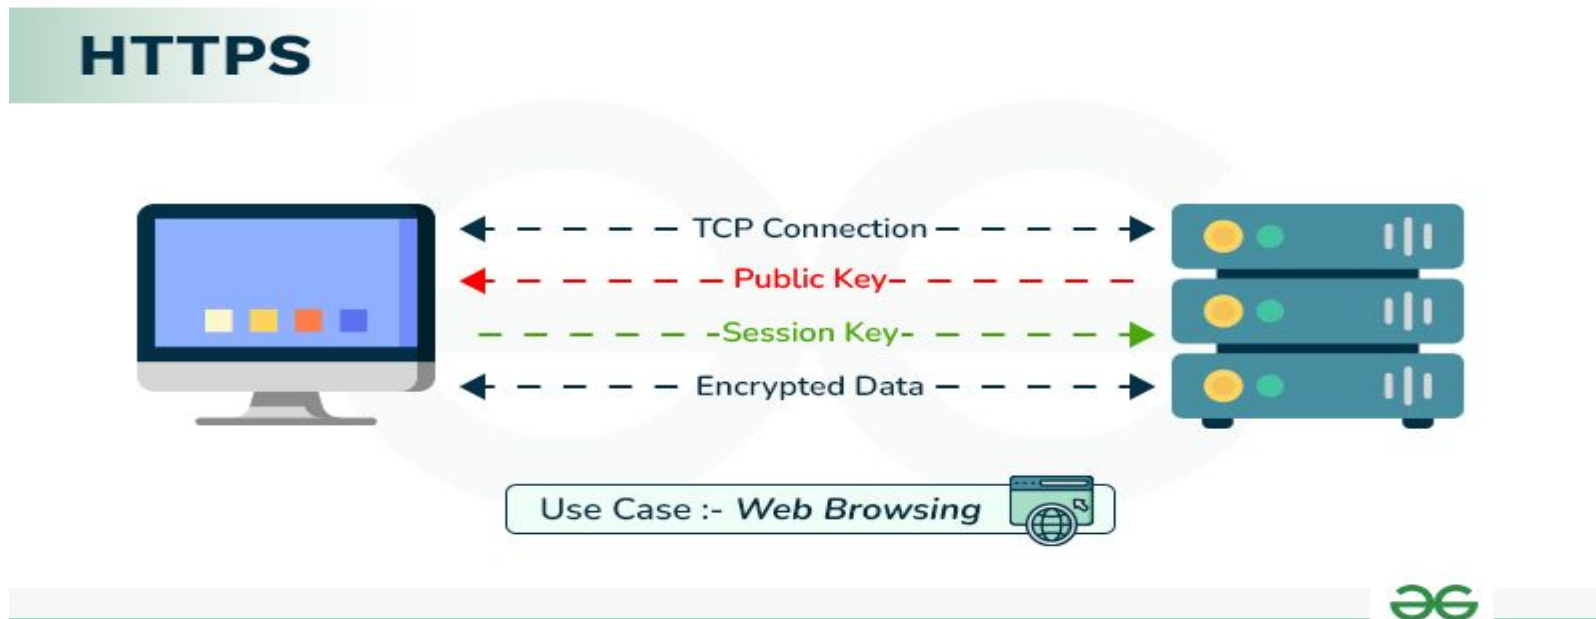 HTTPS
TCP Connection
Public Key
Session Key
Encrypted Data
Use Case :- Web Browsing